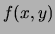 f(x, y)